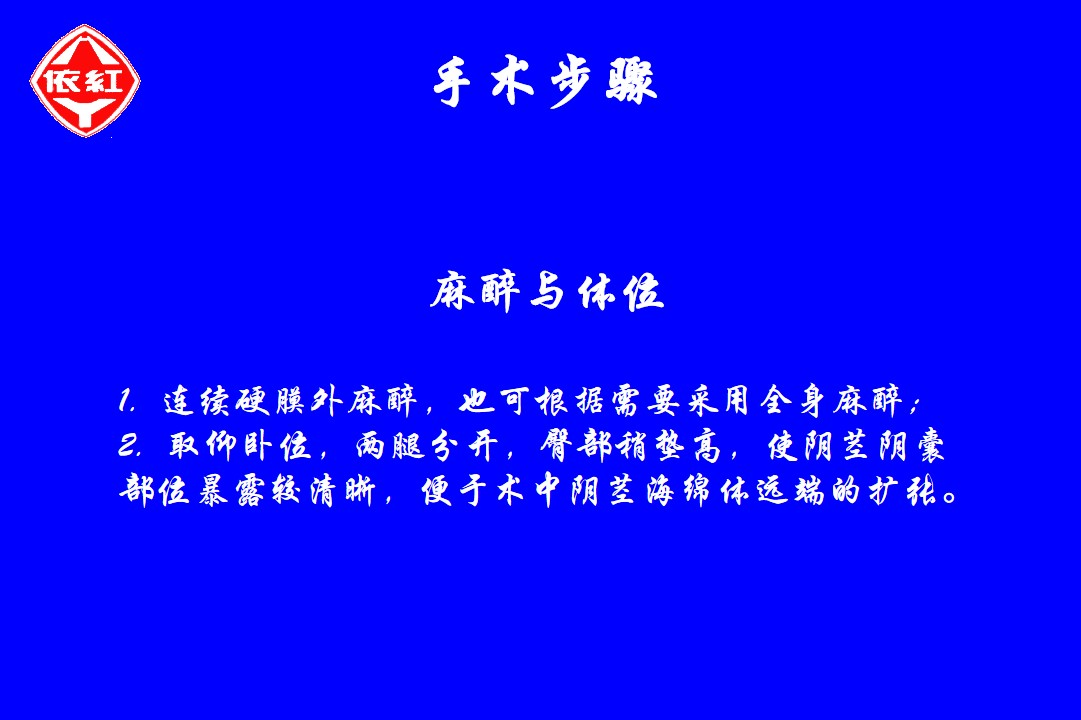 依紅
手术步骤
麻醉与体位
1. 连续硬膜外麻醉，也可根据需要采用全身麻醉；
2. 取仰卧位，两腿分开，臀部稍垫高，使阴茎阴囊
部位暴露较清晰，便于术中阴茎海绵体远端的扩张。